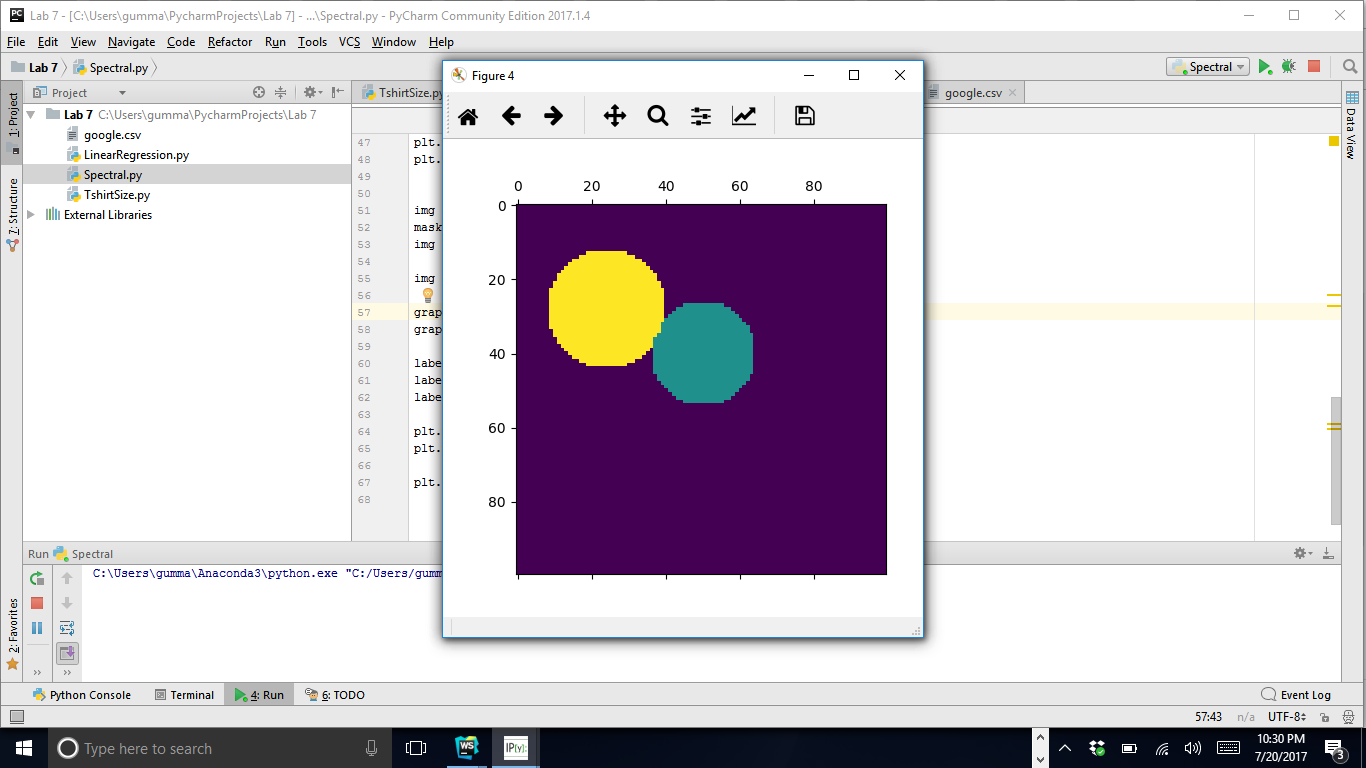 Lab 7 - [C:\Users\gumma\PycharmProjects\Lab 7] - ...\Spectral.py - PyCharm Community Edition 2017.1.4
File Edit View Navigate Code Refactor Run Tools VCS Window Help
Lab 7 Spectral.py
Spectral
1: Project
7: Structure
2: Favorites
Project
TshirtSize.py
google.csv
Lab 7 C:\Users\gumma\PycharmProjects\Lab 7
google.csv
LinearRegression.py
Spectral.py
TshirtSize.py
External Libraries
47 plt.
48 plt.
49
50
51 img
52 mask
53 img
54
55 img
56
57 grap
58 grap
59
60 labe
61 labe
62 labe
63
64 plt.
65 plt.
66
67 plt.
68
Figure 4
0 20 40 60 80
0
20
40
60
80
Data View
Run Spectral
C:\Users\gumma\Anaconda3\python.exe "C:/Users/gumm
Python Console Terminal 4: Run 6: TODO Event Log
57:43 n/a UTF-8
Type here to search
WS
IP[y]:
10:30 PM
7/20/2017
3